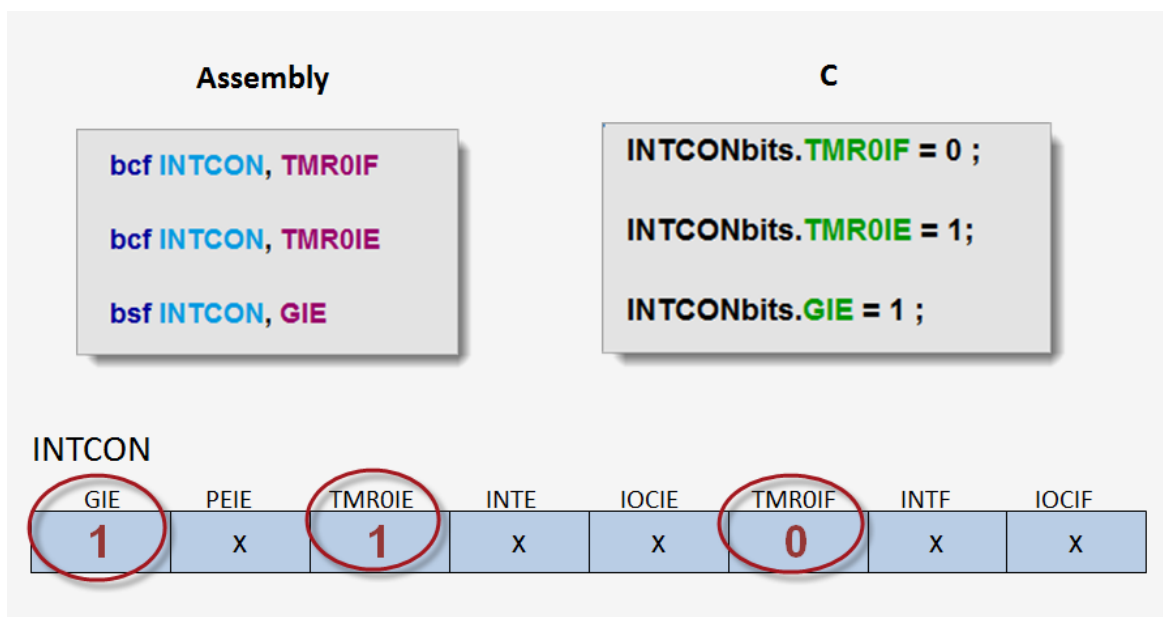 Assembly
bcf INTCON, TMR0IF
bcf INTCON, TMR0IE
bsf INTCON, GIE
C
INTCONbits.TMR0IF = 0 ;
INTCONbits.TMR0IE = 1;
INTCONbits.GIE = 1 ;
INTCON
GIE PEIE TMR0IE INTE IOCIE TMR0IF INTF IOCIF
1 x 1 x x 0 x x